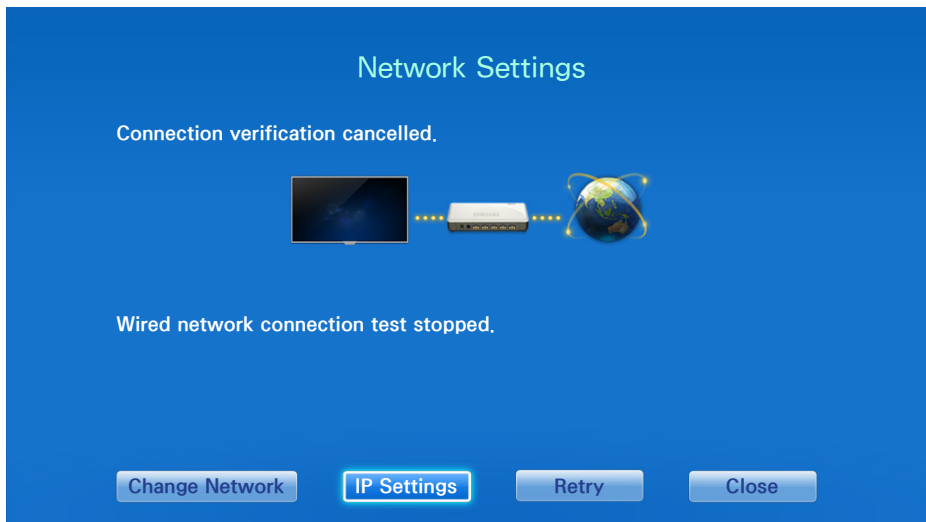 Network Settings
Connection verification cancelled.
Wired network connection test stopped.
Change Network
IP Settings
Retry
Close